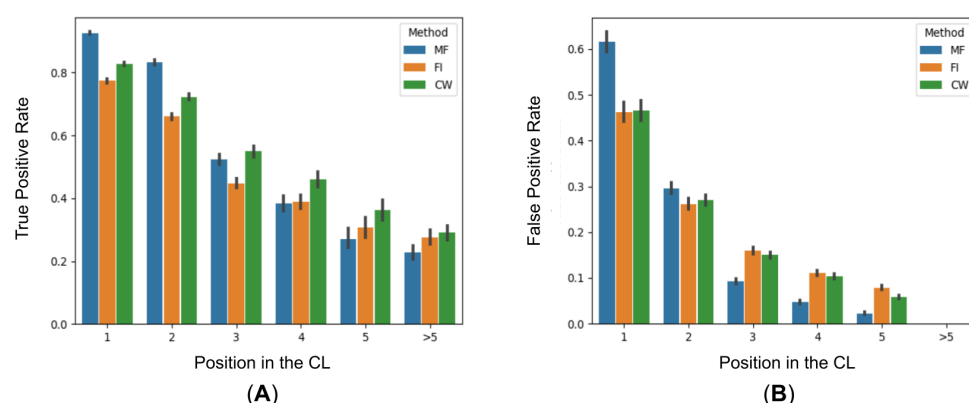 Method
MF
FI
CW
True Positive Rate
0.8
0.6
0.4
0.2
0.0
1 2 3 4 5 >5
Position in the CL
(A)
Method
MF
FI
CW
False Positive Rate
0.6
0.5
0.4
0.3
0.2
0.1
0.0
1 2 3 4 5 >5
Position in the CL
(B)